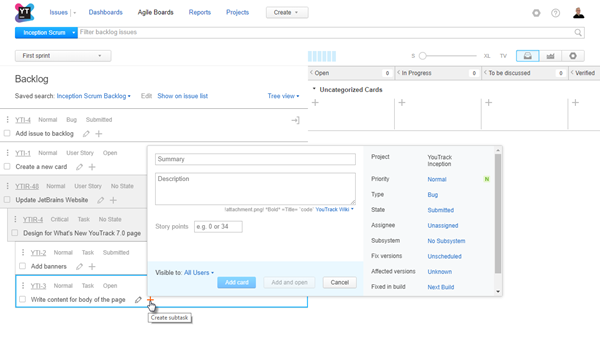 YT
Issues
Dashboards
Agile Boards
Reports
Projects
Create
Inception Scrum
Filter backlog issues
First sprint
S
XL
TV
Backlog
Open 0
In Progress 0
To be discussed 0
Verified
Saved search: Inception Scrum Backlog
Edit
Show on issue list
Tree view
Uncategorized Cards
YTI-4 Normal Bug Submitted
Add issue to backlog
YTI-1 Normal User Story Open
Create a new card
YTIR-48 Normal User Story No State
Update JetBrains Website
YTIR-4 Critical Task No State
Design for What's New YouTrack 7.0 page
YTI-2 Normal Task Submitted
Add banners
YTI-3 Normal Task Open
Write content for body of the page
Create subtask
Summary
Description
\attachment.png! *Bold* =Title= `code` YouTrack Wiki
Story points
e.g. 0 or 34
Visible to: All Users
Add card
Add and open
Cancel
Project YouTrack Inception
Priority Normal N
Type Bug
State Submitted
Assignee Unassigned
Subsystem No Subsystem
Fix versions Unscheduled
Affected versions Unknown
Fixed in build Next Build